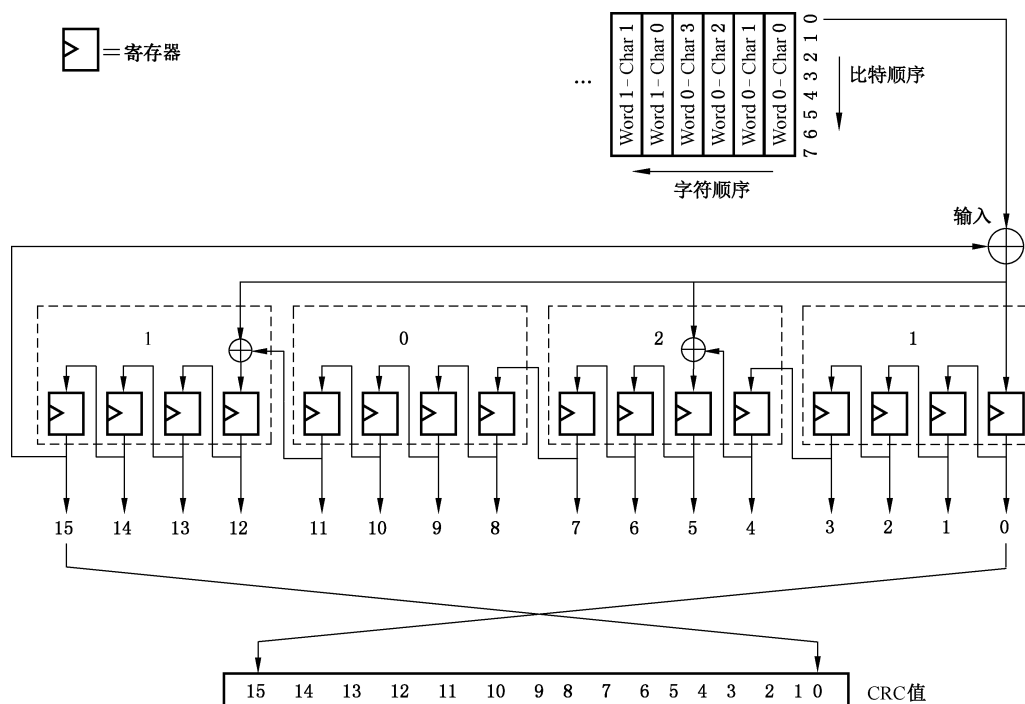 ＝寄存器
...
Word 1 – Char 1
Word 1 – Char 0
Word 0 – Char 3
Word 0 – Char 2
Word 0 – Char 1
Word 0 – Char 0
0 1 2 3 4 5 6 7
比特顺序
字符顺序
输入
1 0 2 1
15 14 13 12 11 10 9 8 7 6 5 4 3 2 1 0
15 14 13 12 11 10 9 8 7 6 5 4 3 2 1 0 CRC值